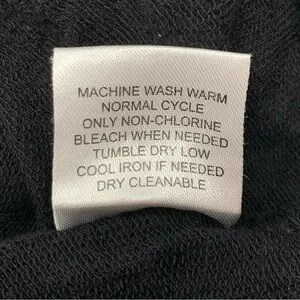 MACHINE WASH WARM
NORMAL CYCLE
ONLY NON-CHLORINE
BLEACH WHEN NEEDED
TUMBLE DRY LOW
COOL IRON IF NEEDED
DRY CLEANABLE